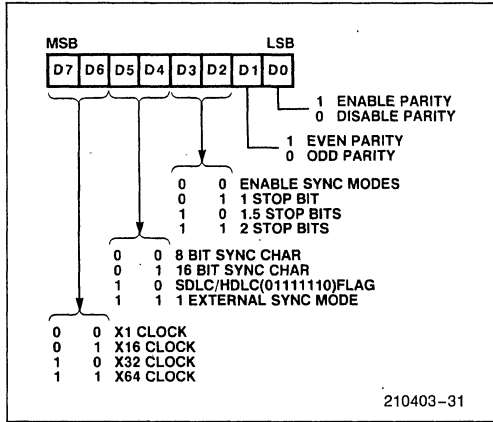 MSB LSB
D7 D6 D5 D4 D3 D2 D1 D0
1 ENABLE PARITY
0 DISABLE PARITY
1 EVEN PARITY
0 ODD PARITY
0 0 ENABLE SYNC MODES
0 1 1 STOP BIT
1 0 1.5 STOP BITS
1 1 2 STOP BITS
0 0 8 BIT SYNC CHAR
0 1 16 BIT SYNC CHAR
1 0 SDLC/HDLC(01111110)FLAG
1 1 1 EXTERNAL SYNC MODE
0 0 X1 CLOCK
0 1 X16 CLOCK
1 0 X32 CLOCK
1 1 X64 CLOCK
210403-31